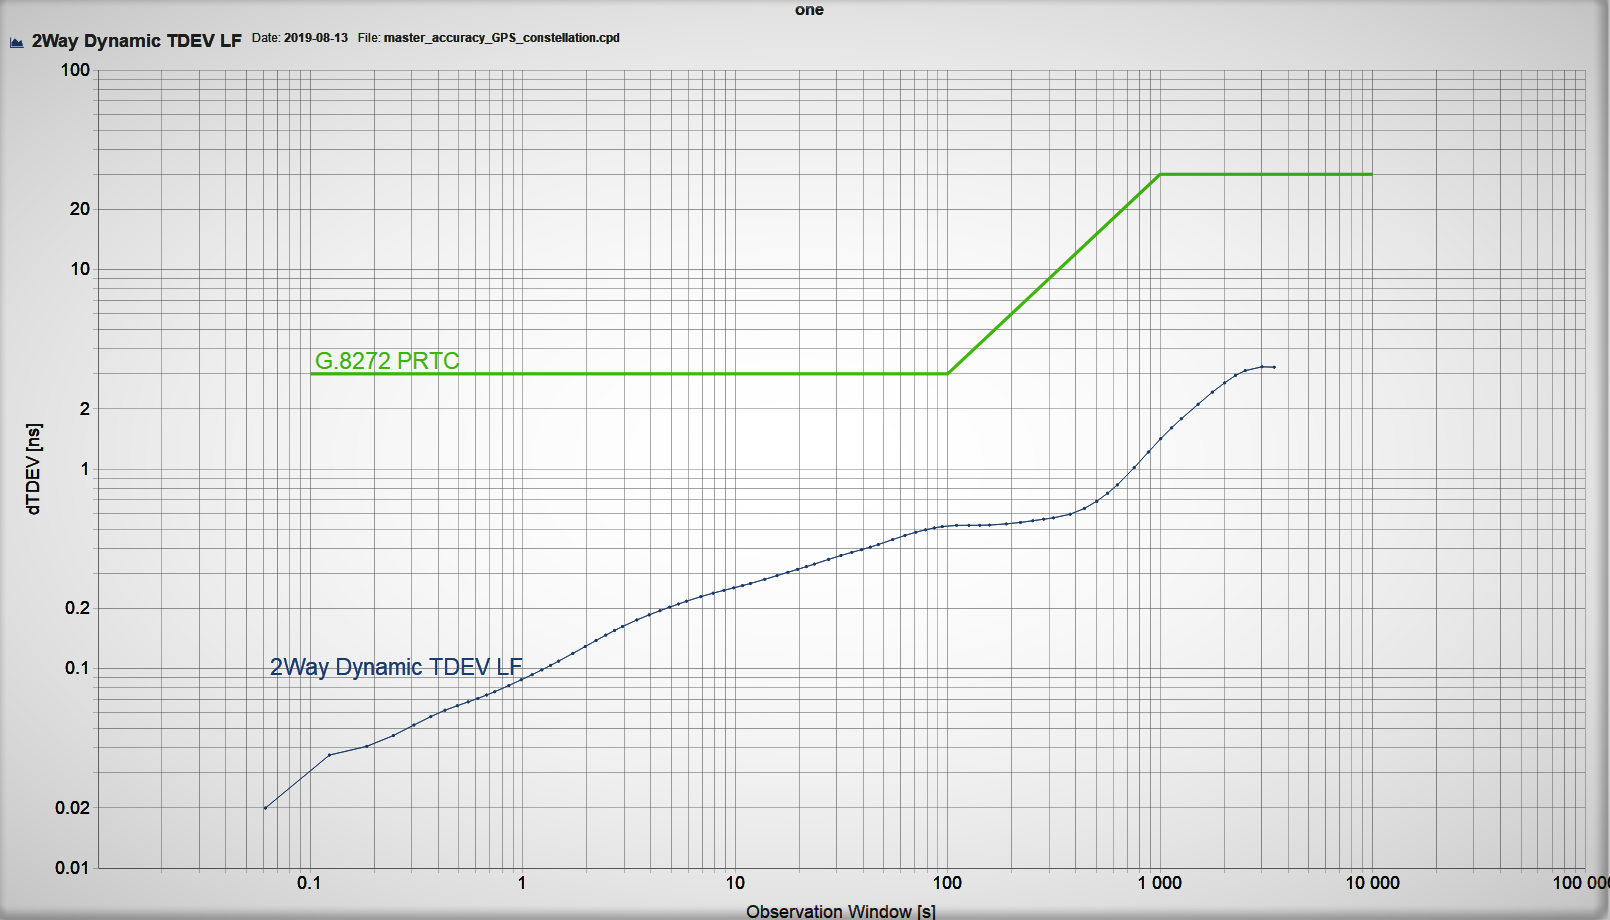 one
2Way Dynamic TDEV LF Date: 2019-08-13 File: master_accuracy_GPS_constellation.cpd
100
20
10
G.8272 PRTC
2
dTDEV [ns]
1
0.2
2Way Dynamic TDEV LF
0.1
0.02
0.01
0.1 1 10 100 1 000 10 000 100 000
Observation Window [s]